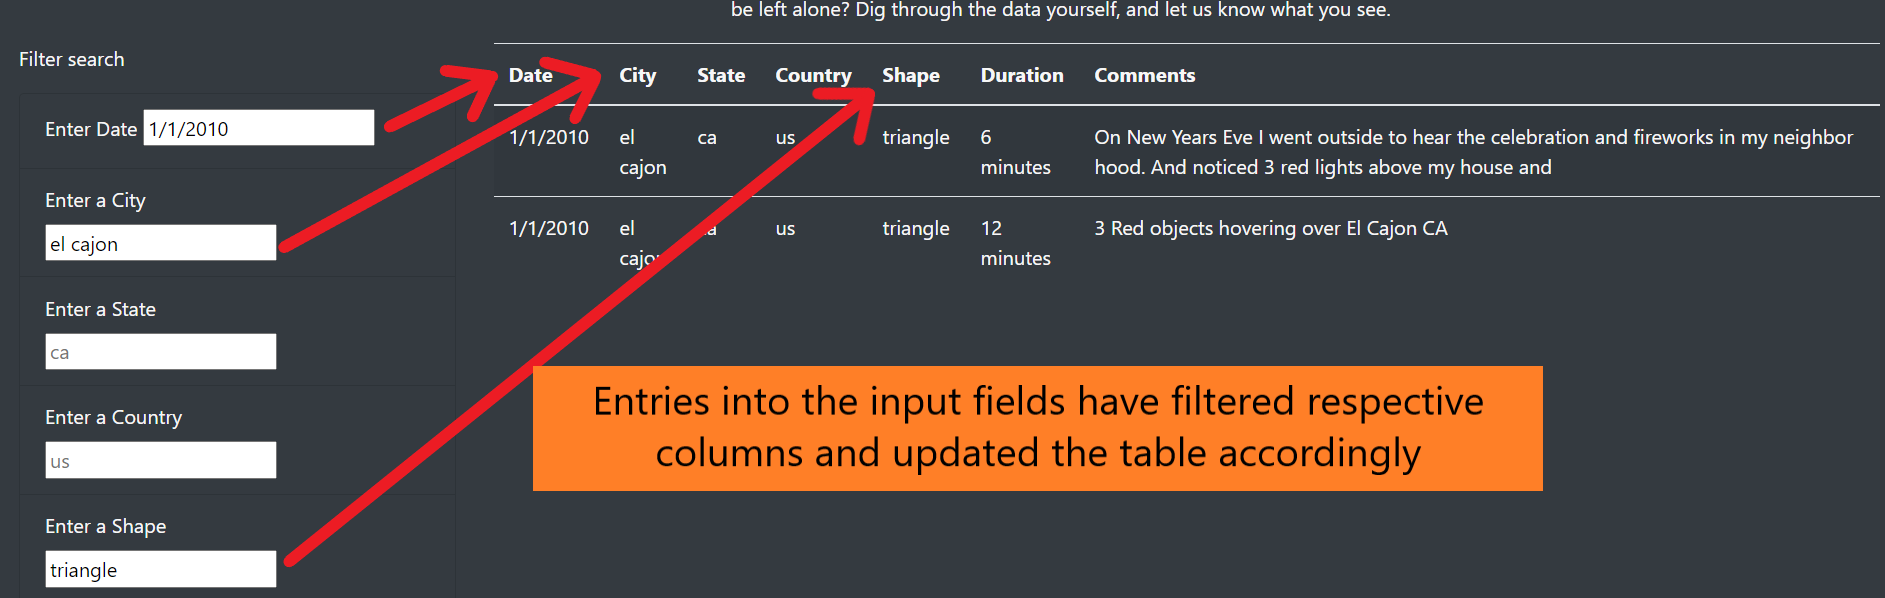 be left alone? Dig through the data yourself, and let us know what you see.
Filter search
Enter Date 1/1/2010
Enter a City
el cajon
Enter a State
ca
Enter a Country
us
Enter a Shape
triangle
Date City State Country Shape Duration Comments
1/1/2010 el cajon ca us triangle 6 minutes On New Years Eve I went outside to hear the celebration and fireworks in my neighbor
hood. And noticed 3 red lights above my house and
1/1/2010 el cajon ca us triangle 12 minutes 3 Red objects hovering over El Cajon CA
Entries into the input fields have filtered respective
columns and updated the table accordingly